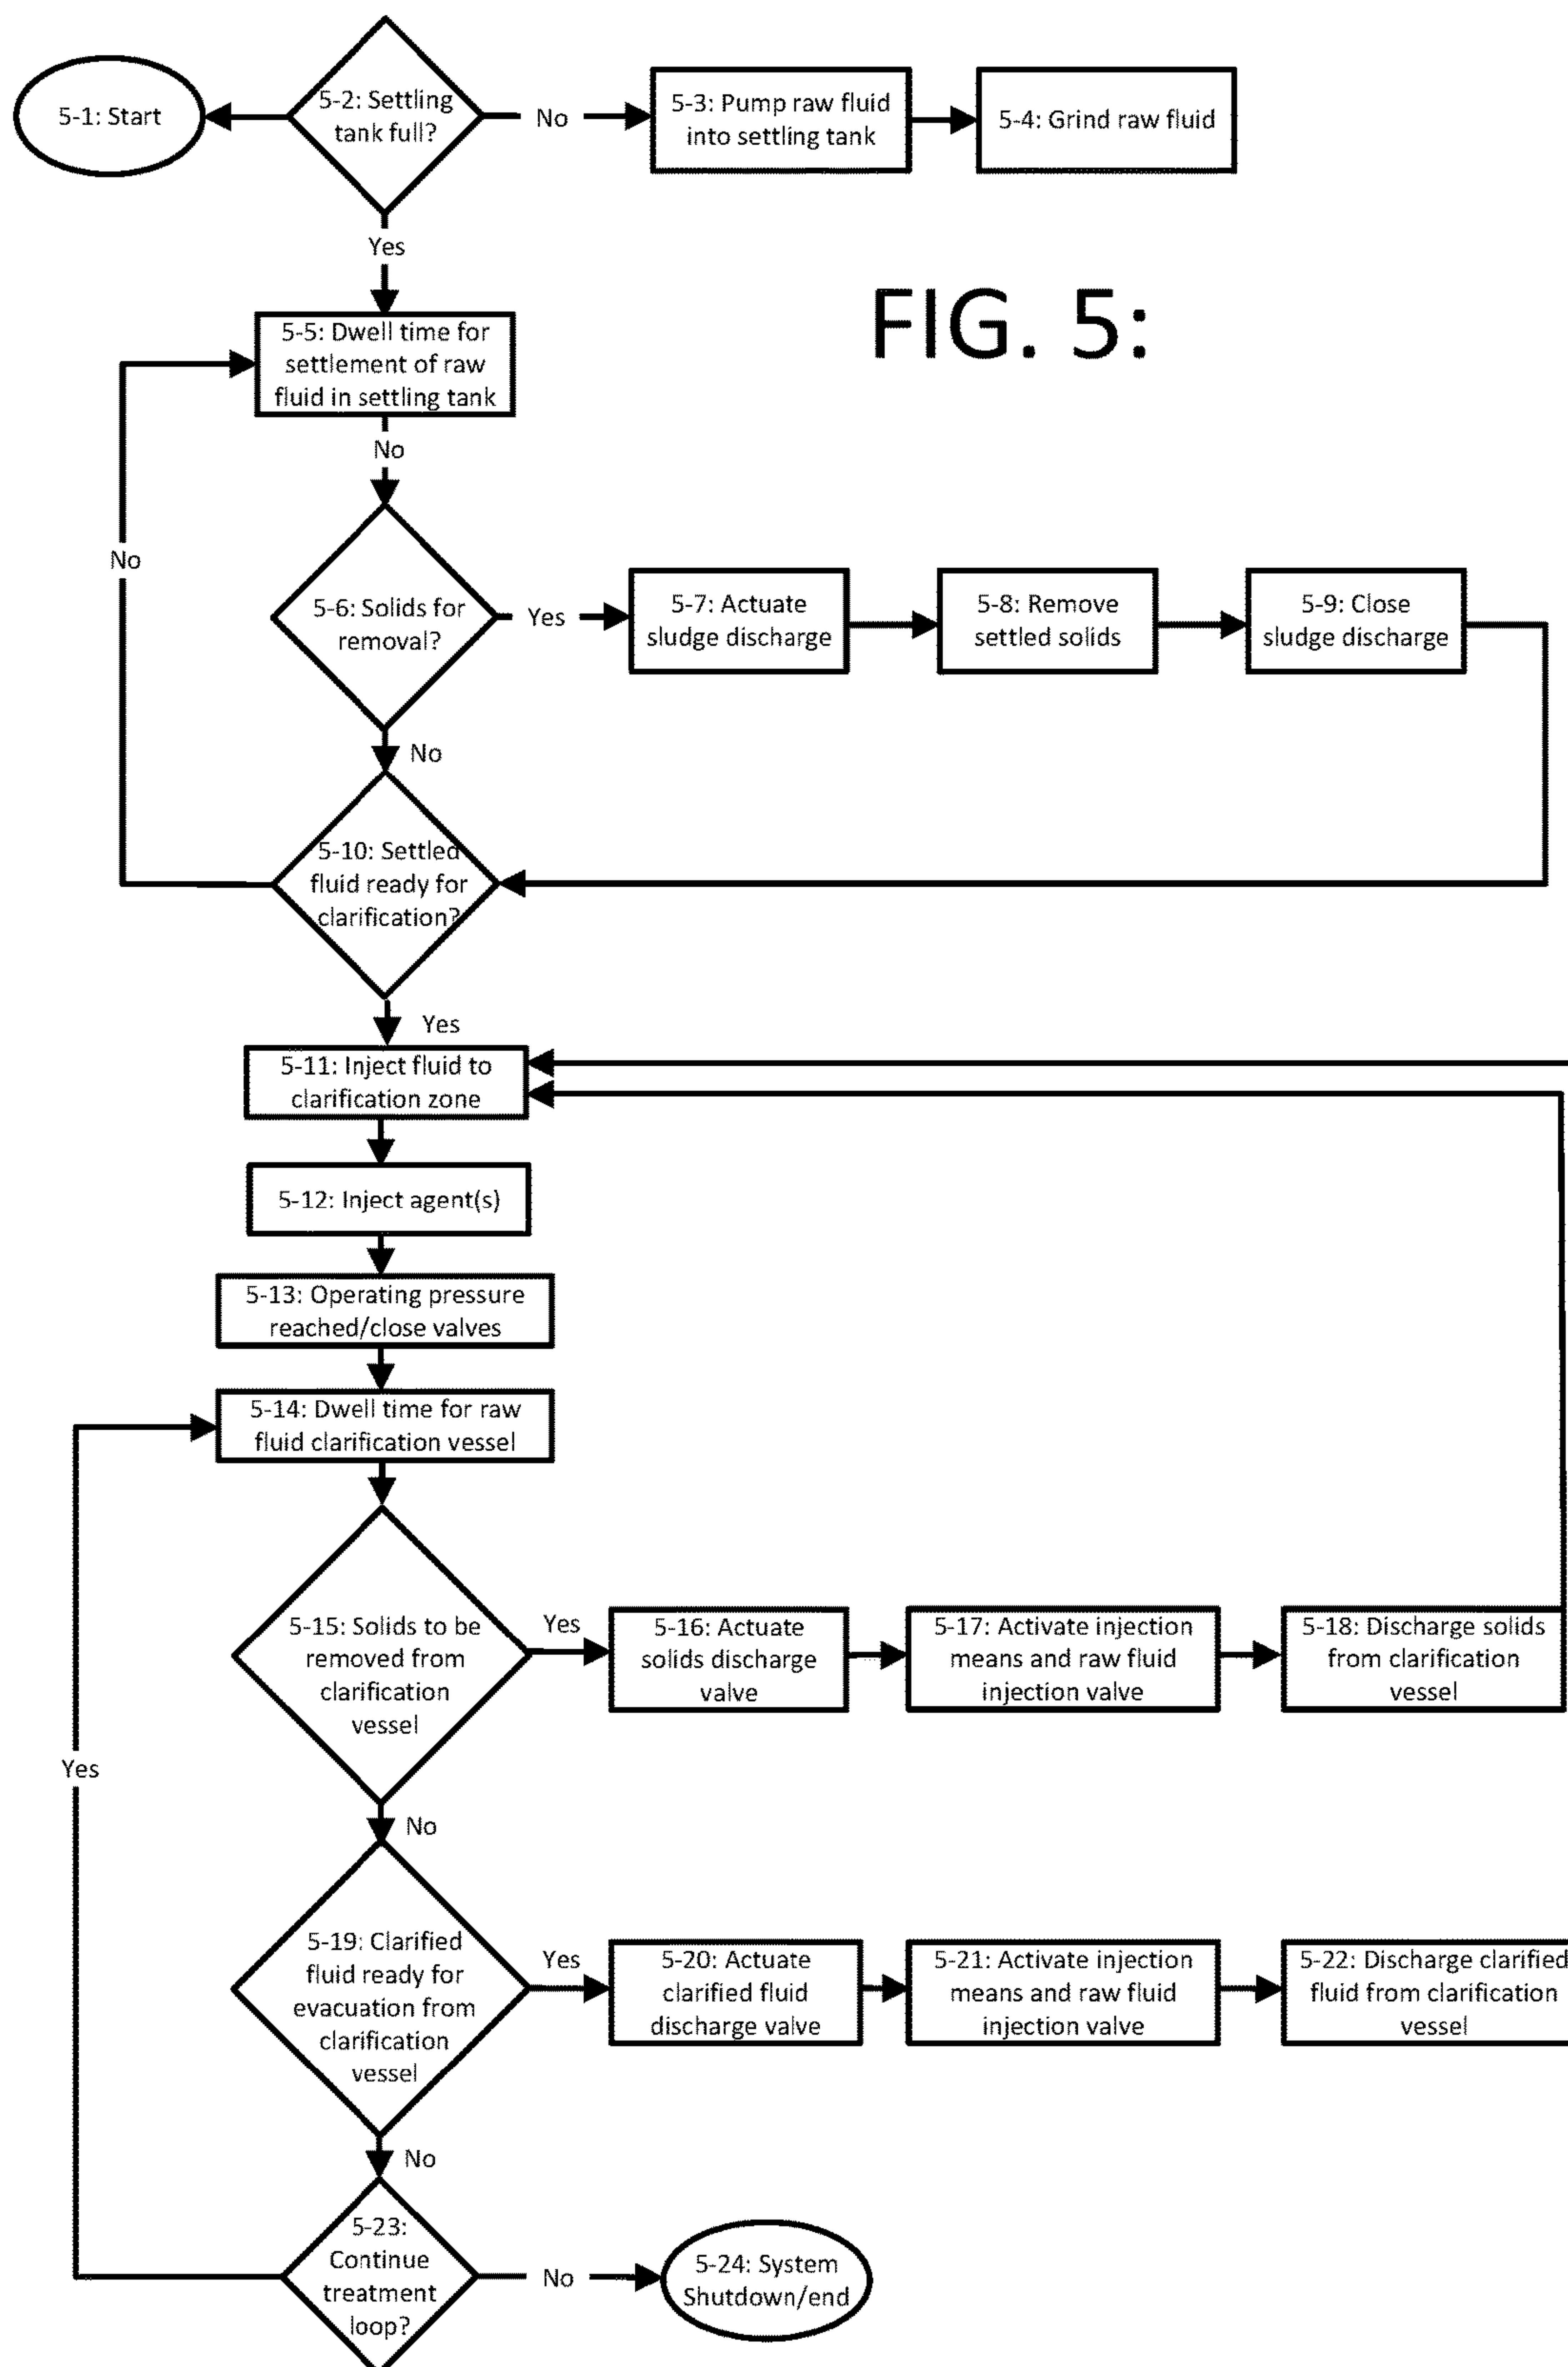 5-1: Start
5-2: Settling
tank full?
No
5-3: Pump raw fluid
into settling tank
5-4: Grind raw fluid
Yes
FIG. 5:
5-5: Dwell time for
settlement of raw
fluid in settling tank
No
No
5-6: Solids for
removal?
Yes
5-7: Actuate
sludge discharge
5-8: Remove
settled solids
5-9: Close
sludge discharge
No
5-10: Settled
fluid ready for
clarification?
Yes
5-11: Inject fluid to
clarification zone
5-12: Inject agent(s)
5-13: Operating pressure
reached/close valves
5-14: Dwell time for raw
fluid clarification vessel
5-15: Solids to be
removed from
clarification
vessel
Yes
5-16: Actuate
solids discharge
valve
5-17: Activate injection
means and raw fluid
injection valve
5-18: Discharge solids
from clarification
vessel
Yes
No
5-19: Clarified
fluid ready for
evacuation from
clarification
vessel
Yes
5-20: Actuate
clarified fluid
discharge valve
5-21: Activate injection
means and raw fluid
injection valve
5-22: Discharge clarified
fluid from clarification
vessel
No
5-23:
Continue
treatment
loop?
No
5-24: System
Shutdown/end